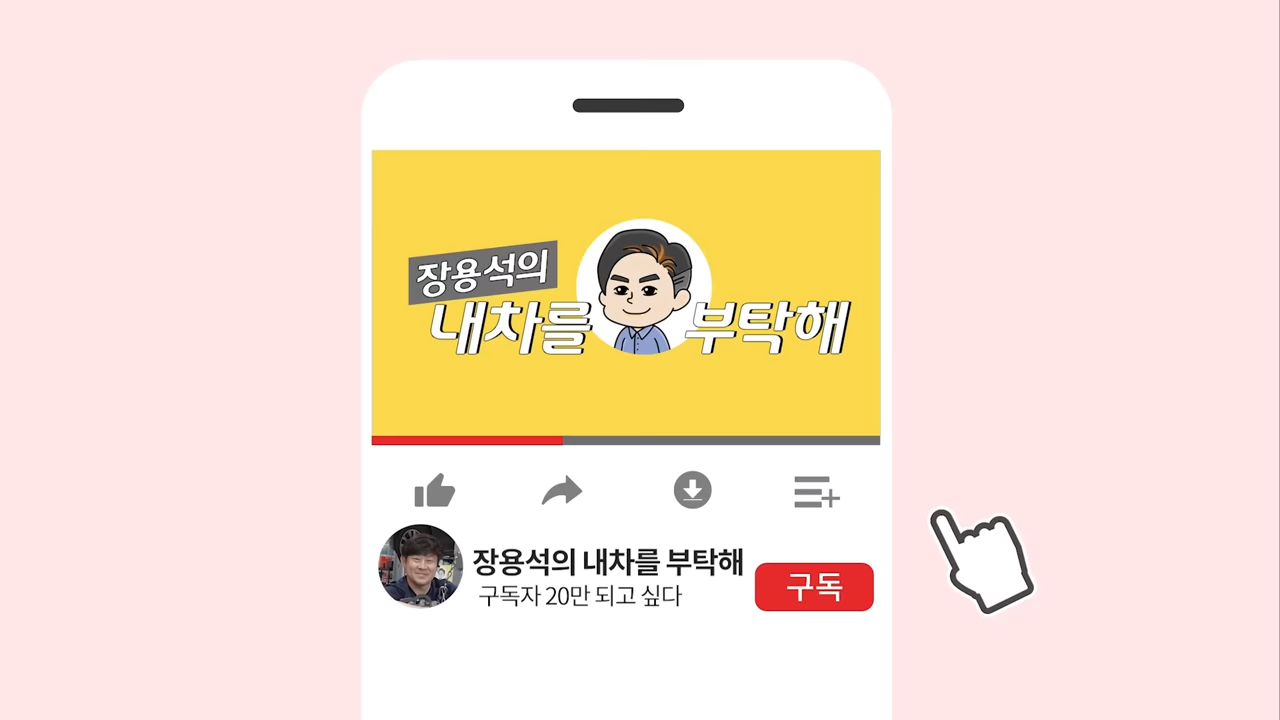 장용석의
내차를 부탁해
장용석의 내차를 부탁해
구독자 20만 되고 싶다
구독